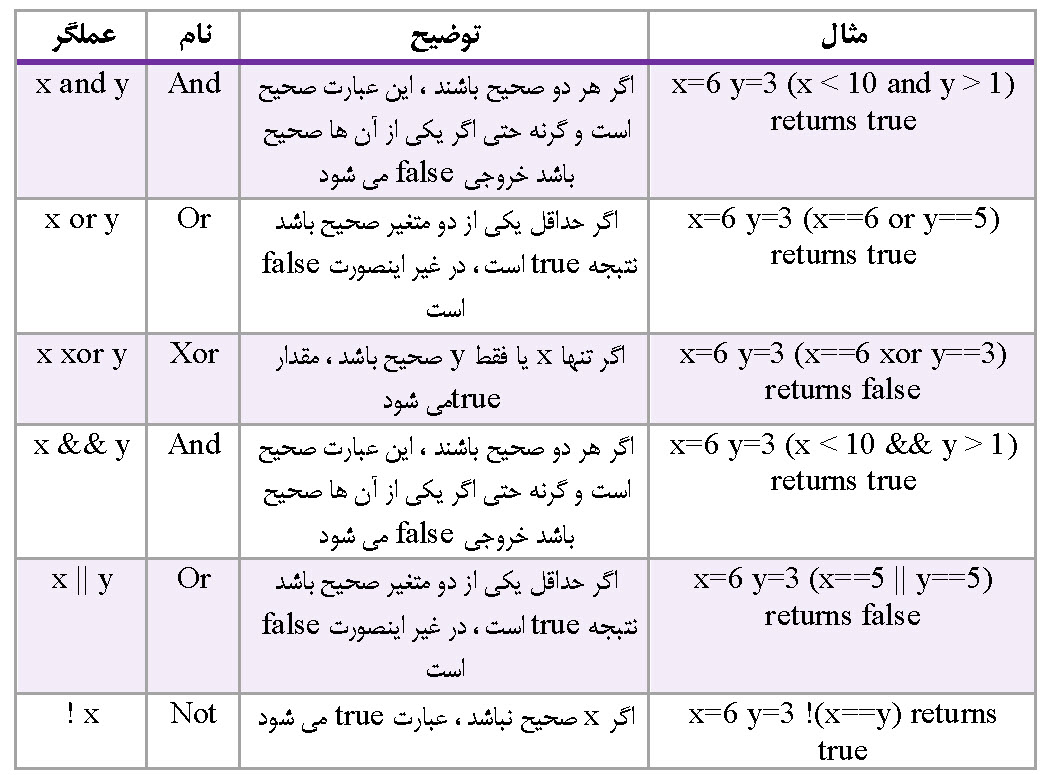 عملگر
نام
توضیح
مثال
x and y
And
اگر هر دو صحیح باشند ، این عبارت صحیح
است و گرنه حتی اگر یکی از آن ها صحیح
باشد خروجی false می شود
x=6 y=3 (x < 10 and y > 1)
returns true
x or y
Or
اگر حداقل یکی از دو متغیر صحیح باشد
نتبجه true است ، در غیر اینصورت false
است
x=6 y=3 (x==6 or y==5)
returns true
x xor y
Xor
اگر تنها x یا فقط y صحیح باشد ، مقدار
trueمی شود
x=6 y=3 (x==6 xor y==3)
returns false
x && y
And
اگر هر دو صحیح باشند ، این عبارت صحیح
است و گرنه حتی اگر یکی از آن ها صحیح
باشد خروجی false می شود
x=6 y=3 (x < 10 && y > 1)
returns true
x || y
Or
اگر حداقل یکی از دو متغیر صحیح باشد
نتبجه true است ، در غیر اینصورت false
است
x=6 y=3 (x==5 || y==5)
returns false
! x
Not
اگر x صحیح نباشد ، عبارت true می شود
x=6 y=3 !(x==y) returns
true